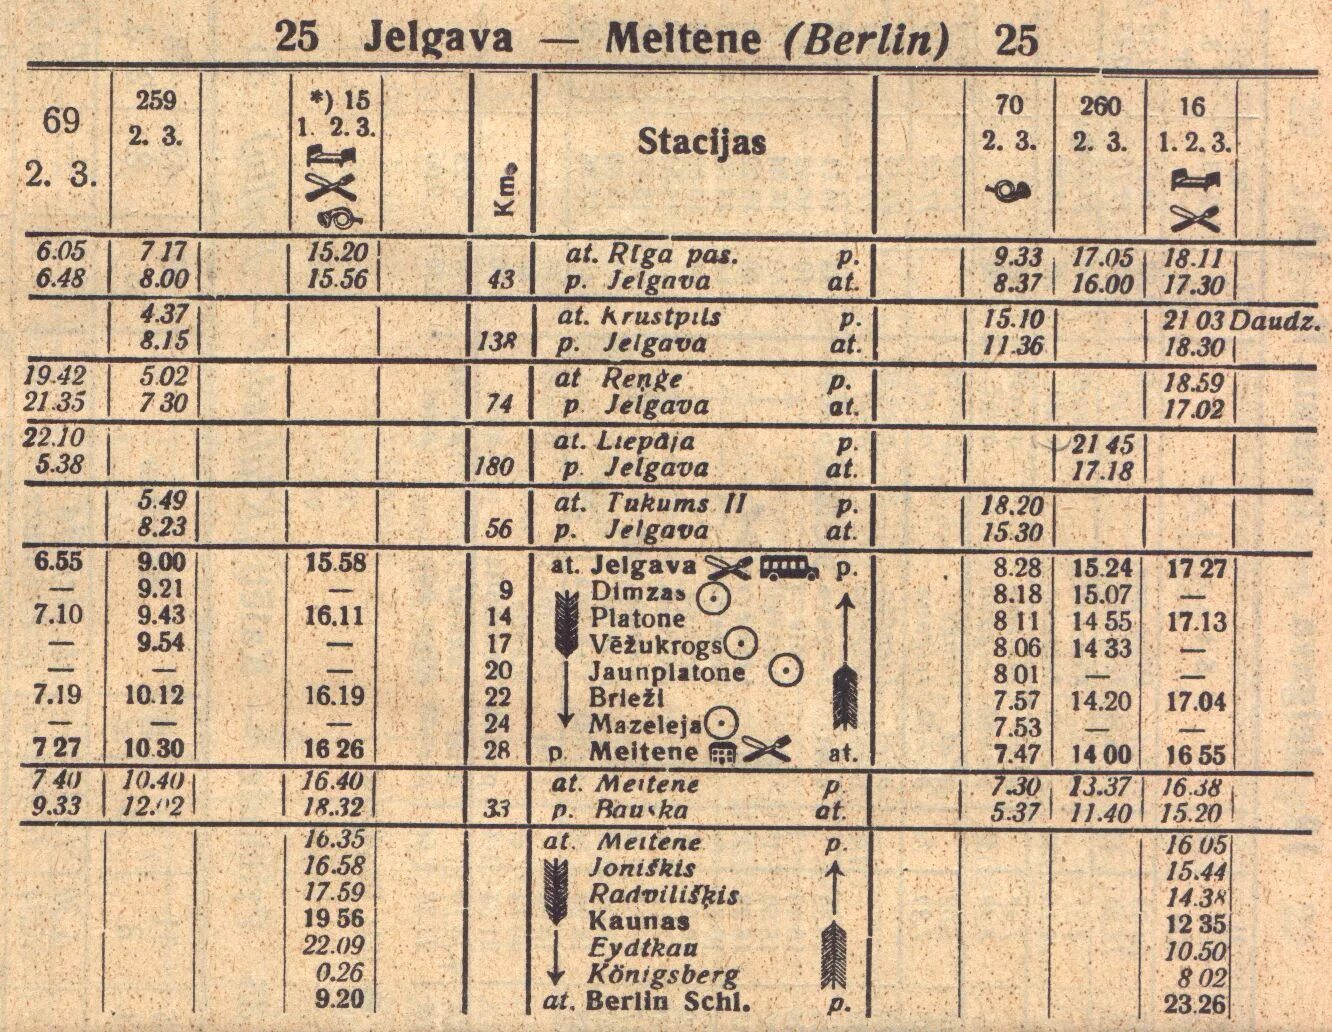 25 Jelgava — Meitene (Berlin) 25
69 259 *) 15 70 260 16
2. 3. 2. 3. 1. 2. 3. Km. Stacijas 2. 3. 2. 3. 1. 2. 3.
6.05 7 17 15.20 at. Rīga pas. p. 9.33 17.05 18.11
6.48 8.00 15.56 43 p. Jelgava at. 8.37 16.00 17.30
4.37 at. Krustpils p. 15.10 21 03 Daudz.
8.15 138 p. Jelgava at. 11.36 18.30
19.42 5.02 at Reņģe p. 18.59
21.35 7 30 74 p Jelgava at. 17.02
22.10 at. Liepāja p. 21 45
5.38 180 p. Jelgava at. 17.18
5.49 at. Tukums II p. 18.20
8.23 56 p. Jelgava at. 15.30
6.55 9.00 15.58 at. Jelgava p. 8.28 15.24 17 27
— 9.21 9 Dimzas 8.18 15.07 —
7.10 9.43 16.11 14 Platone 8 11 14 55 17.13
— 9.54 — 17 Vēžukrogs 8.06 14 33 —
— — — 20 Jaunplatone 8 01 — —
7.19 10.12 16.19 22 Brieži 7.57 14.20 17.04
— — — 24 Mazeleja 7.53 — —
7 27 10.30 16 26 28 p. Meitene at. 7.47 14 00 16 55
7.40 10.40 16.40 at. Meitene p 7.30 13.37 16.38
9.33 12.02 18.32 33 p. Bauska at. 5.37 11.40 15.20
16.35 at. Meitene p. 16 05
16.58 Joniškis 15.44
17.59 Radviliškis 14.38
19 56 Kaunas 12 35
22.09 Eydtkau 10.50
0.26 Königsberg 8 02
9.20 at. Berlin Schl. p. 23.26